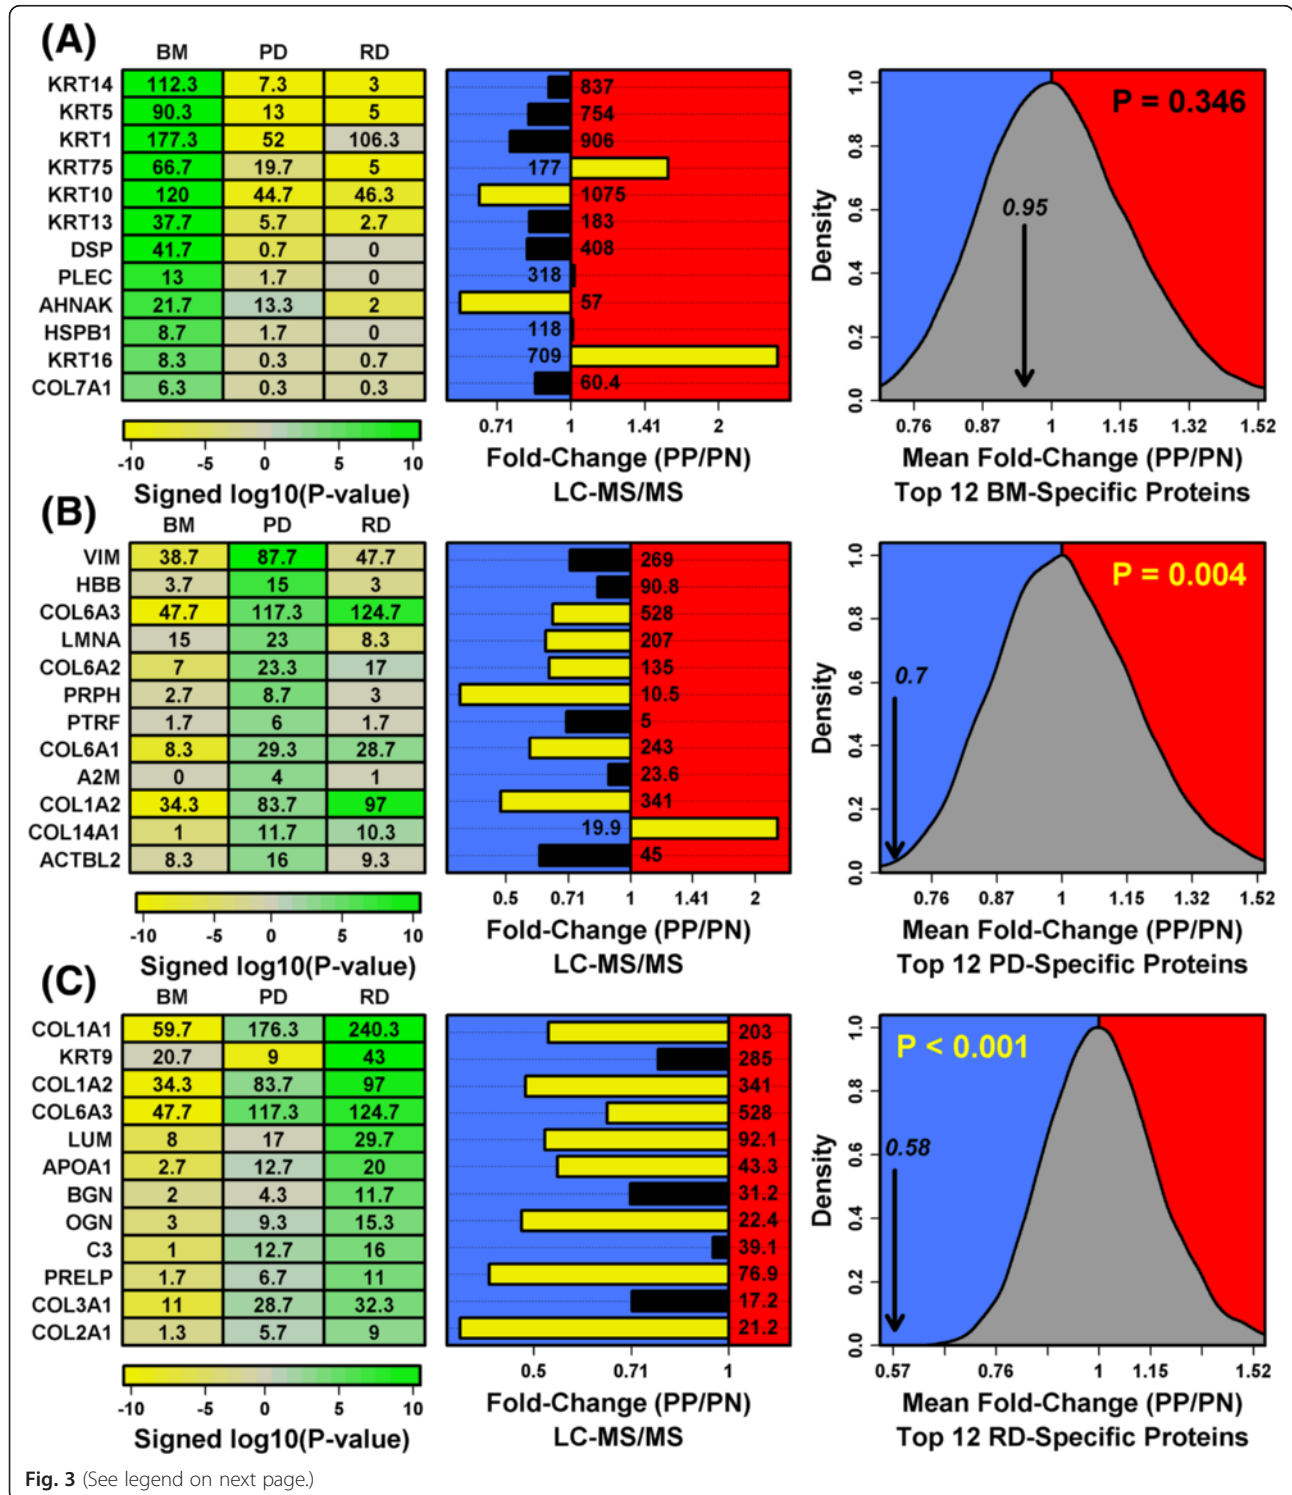 (A)
BM PD RD
KRT14 112.3 7.3 3 837
KRT5 90.3 13 5 754
KRT1 177.3 52 106.3 906
KRT75 66.7 19.7 5 177
KRT10 120 44.7 46.3 1075
KRT13 37.7 5.7 2.7 183
DSP 41.7 0.7 0 408
PLEC 13 1.7 0 318
AHNAK 21.7 13.3 2 57
HSPB1 8.7 1.7 0 118
KRT16 8.3 0.3 0.7 709
COL7A1 6.3 0.3 0.3 60.4
-10 -5 0 5 10
Signed log10(P-value)
0.71 1 1.41 2
Fold-Change (PP/PN)
LC-MS/MS
P = 0.346
0.95
Density
0.0 0.2 0.4 0.6 0.8 1.0
0.76 0.87 1 1.15 1.32 1.52
Mean Fold-Change (PP/PN)
Top 12 BM-Specific Proteins
(B)
BM PD RD
VIM 38.7 87.7 47.7 269
HBB 3.7 15 3 90.8
COL6A3 47.7 117.3 124.7 528
LMNA 15 23 8.3 207
COL6A2 7 23.3 17 135
PRPH 2.7 8.7 3 10.5
PTRF 1.7 6 1.7 5
COL6A1 8.3 29.3 28.7 243
A2M 0 4 1 23.6
COL1A2 34.3 83.7 97 341
COL14A1 1 11.7 10.3 19.9
ACTBL2 8.3 16 9.3 45
-10 -5 0 5 10
Signed log10(P-value)
0.5 0.71 1 1.41 2
Fold-Change (PP/PN)
LC-MS/MS
P = 0.004
0.7
Density
0.0 0.2 0.4 0.6 0.8 1.0
0.76 0.87 1 1.15 1.32 1.52
Mean Fold-Change (PP/PN)
Top 12 PD-Specific Proteins
(C)
BM PD RD
COL1A1 59.7 176.3 240.3 203
KRT9 20.7 9 43 285
COL1A2 34.3 83.7 97 341
COL6A3 47.7 117.3 124.7 528
LUM 8 17 29.7 92.1
APOA1 2.7 12.7 20 43.3
BGN 2 4.3 11.7 31.2
OGN 3 9.3 15.3 22.4
C3 1 12.7 16 39.1
PRELP 1.7 6.7 11 76.9
COL3A1 11 28.7 32.3 17.2
COL2A1 1.3 5.7 9 21.2
-10 -5 0 5 10
Signed log10(P-value)
0.5 0.71 1
Fold-Change (PP/PN)
LC-MS/MS
P < 0.001
0.58
Density
0.0 0.2 0.4 0.6 0.8 1.0
0.57 0.76 1 1.15 1.52
Mean Fold-Change (PP/PN)
Top 12 RD-Specific Proteins
Fig. 3 (See legend on next page.)